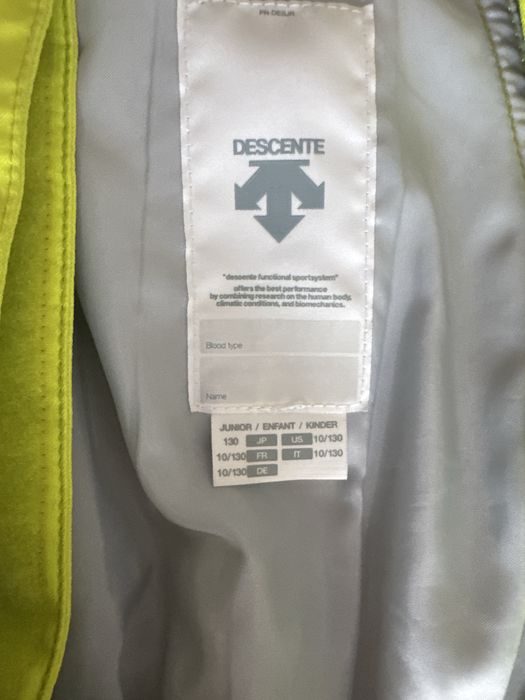 DESCENTE
"descente functional sportsystem"
offers the best performance
by combining research on the human body,
climatic conditions, and biomechanics.
Blood type
Name
JUNIOR / ENFANT / KINDER
130 JP US 10/130
10/130 FR IT 10/130
10/130 DE